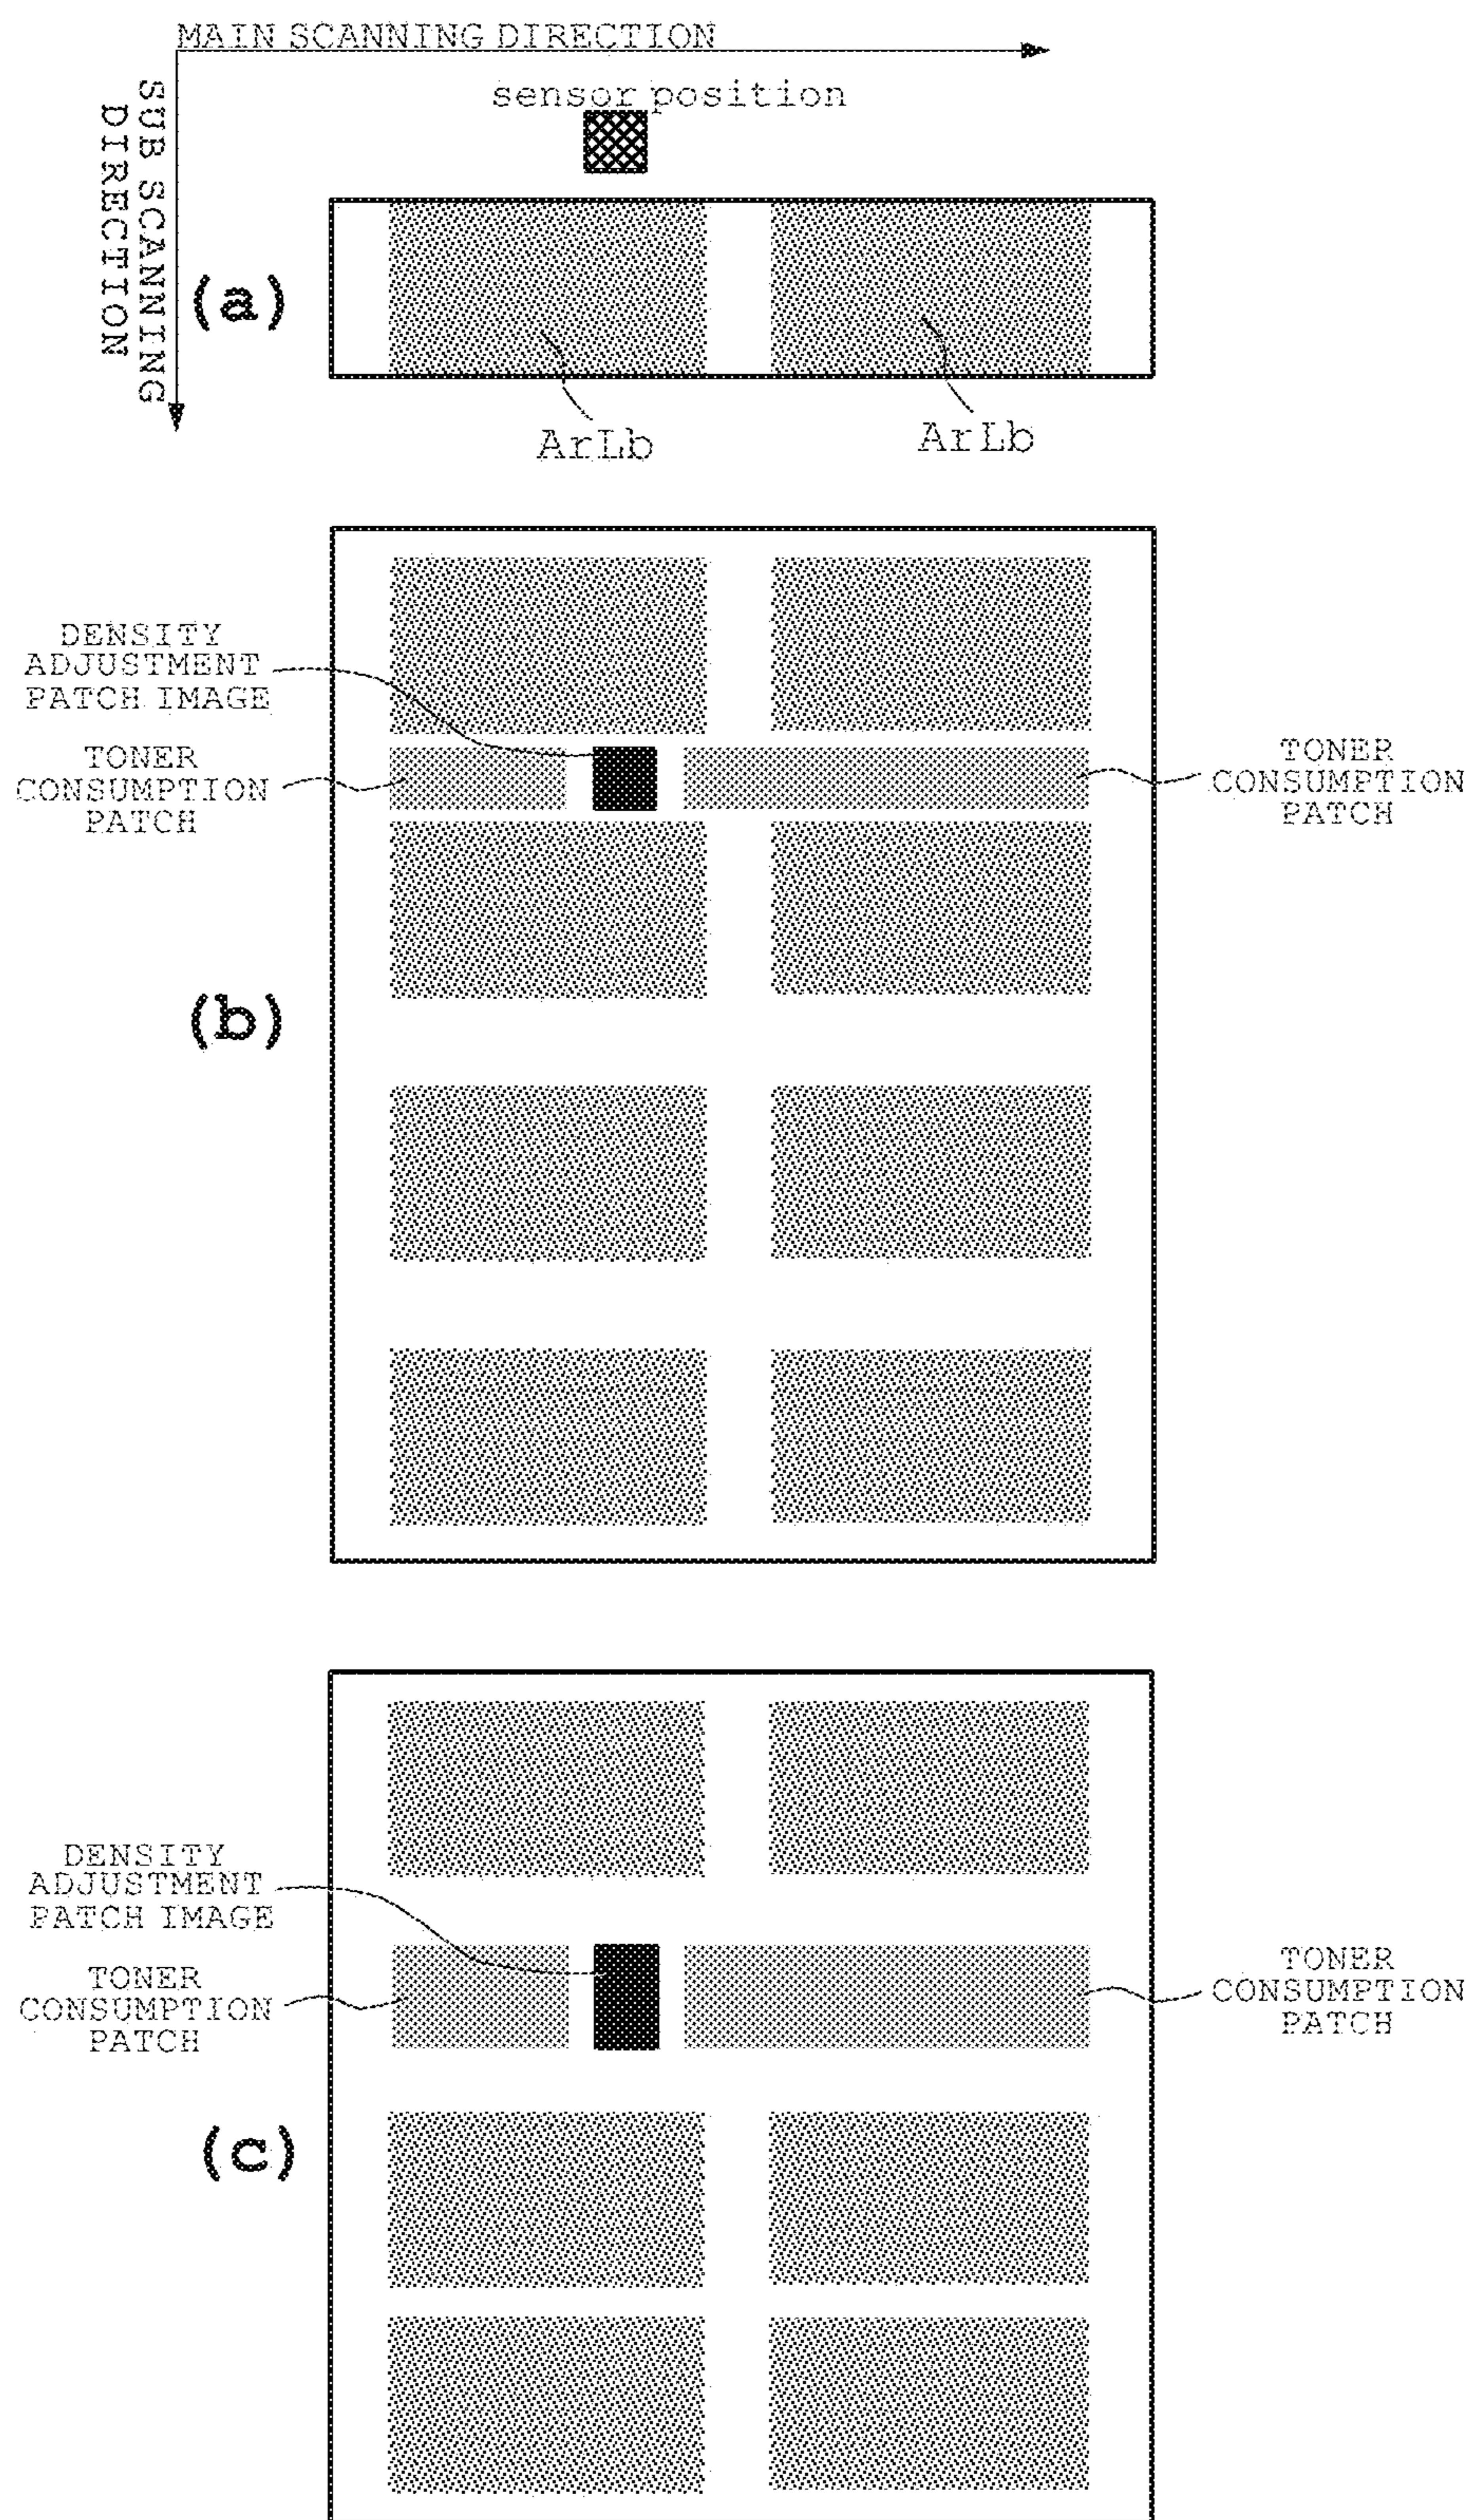 MAIN SCANNING DIRECTION
SUB SCANNING
DIRECTION
sensor position
(a)
ArLb
ArLb
DENSITY
ADJUSTMENT
PATCH IMAGE
TONER
CONSUMPTION
PATCH
TONER
CONSUMPTION
PATCH
(b)
DENSITY
ADJUSTMENT
PATCH IMAGE
TONER
CONSUMPTION
PATCH
TONER
CONSUMPTION
PATCH
(c)